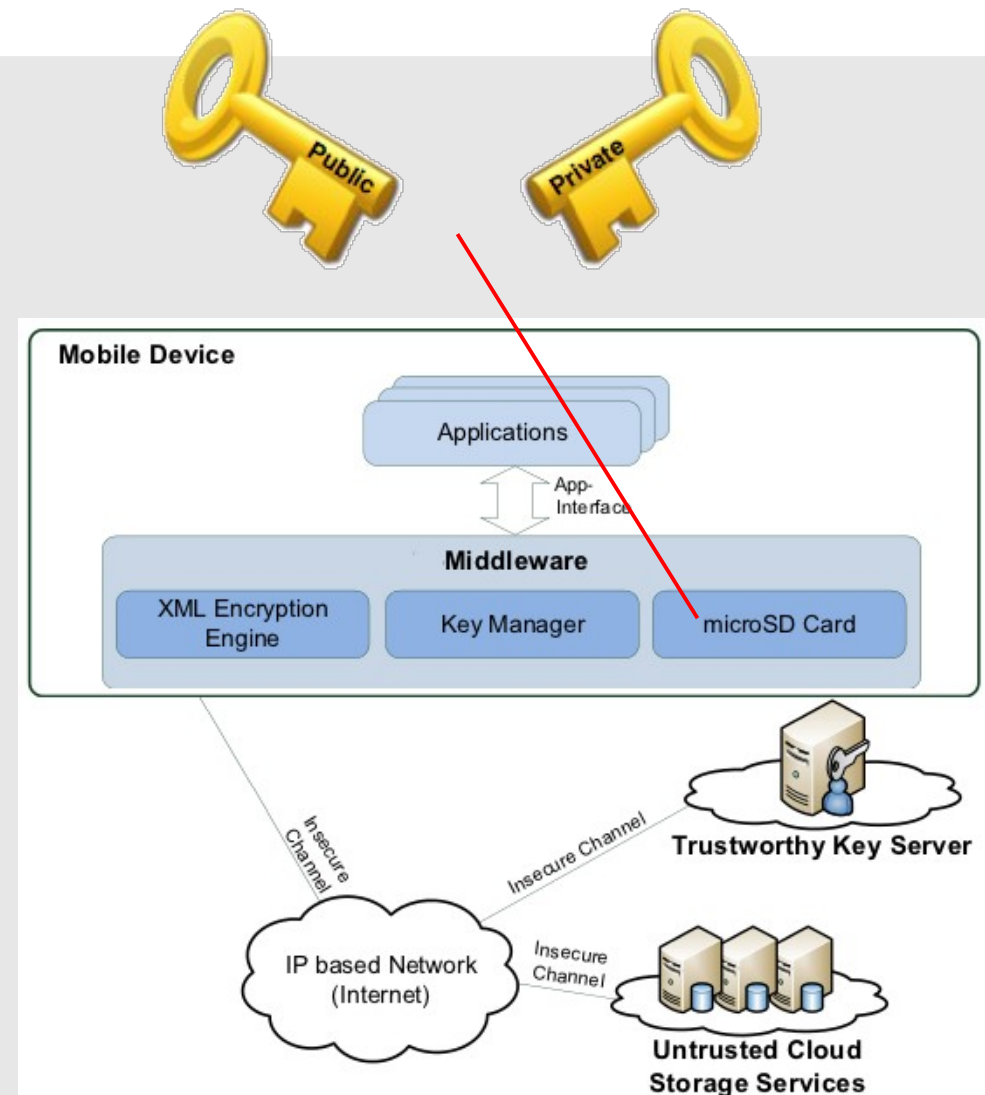 Public
Private
Mobile Device
Applications
App-
Interface
Middleware
XML Encryption
Engine
Key Manager
microSD Card
Insecure
Channel
Insecure Channel
Trustworthy Key Server
IP based Network
(Internet)
Insecure
Channel
Untrusted Cloud
Storage Services